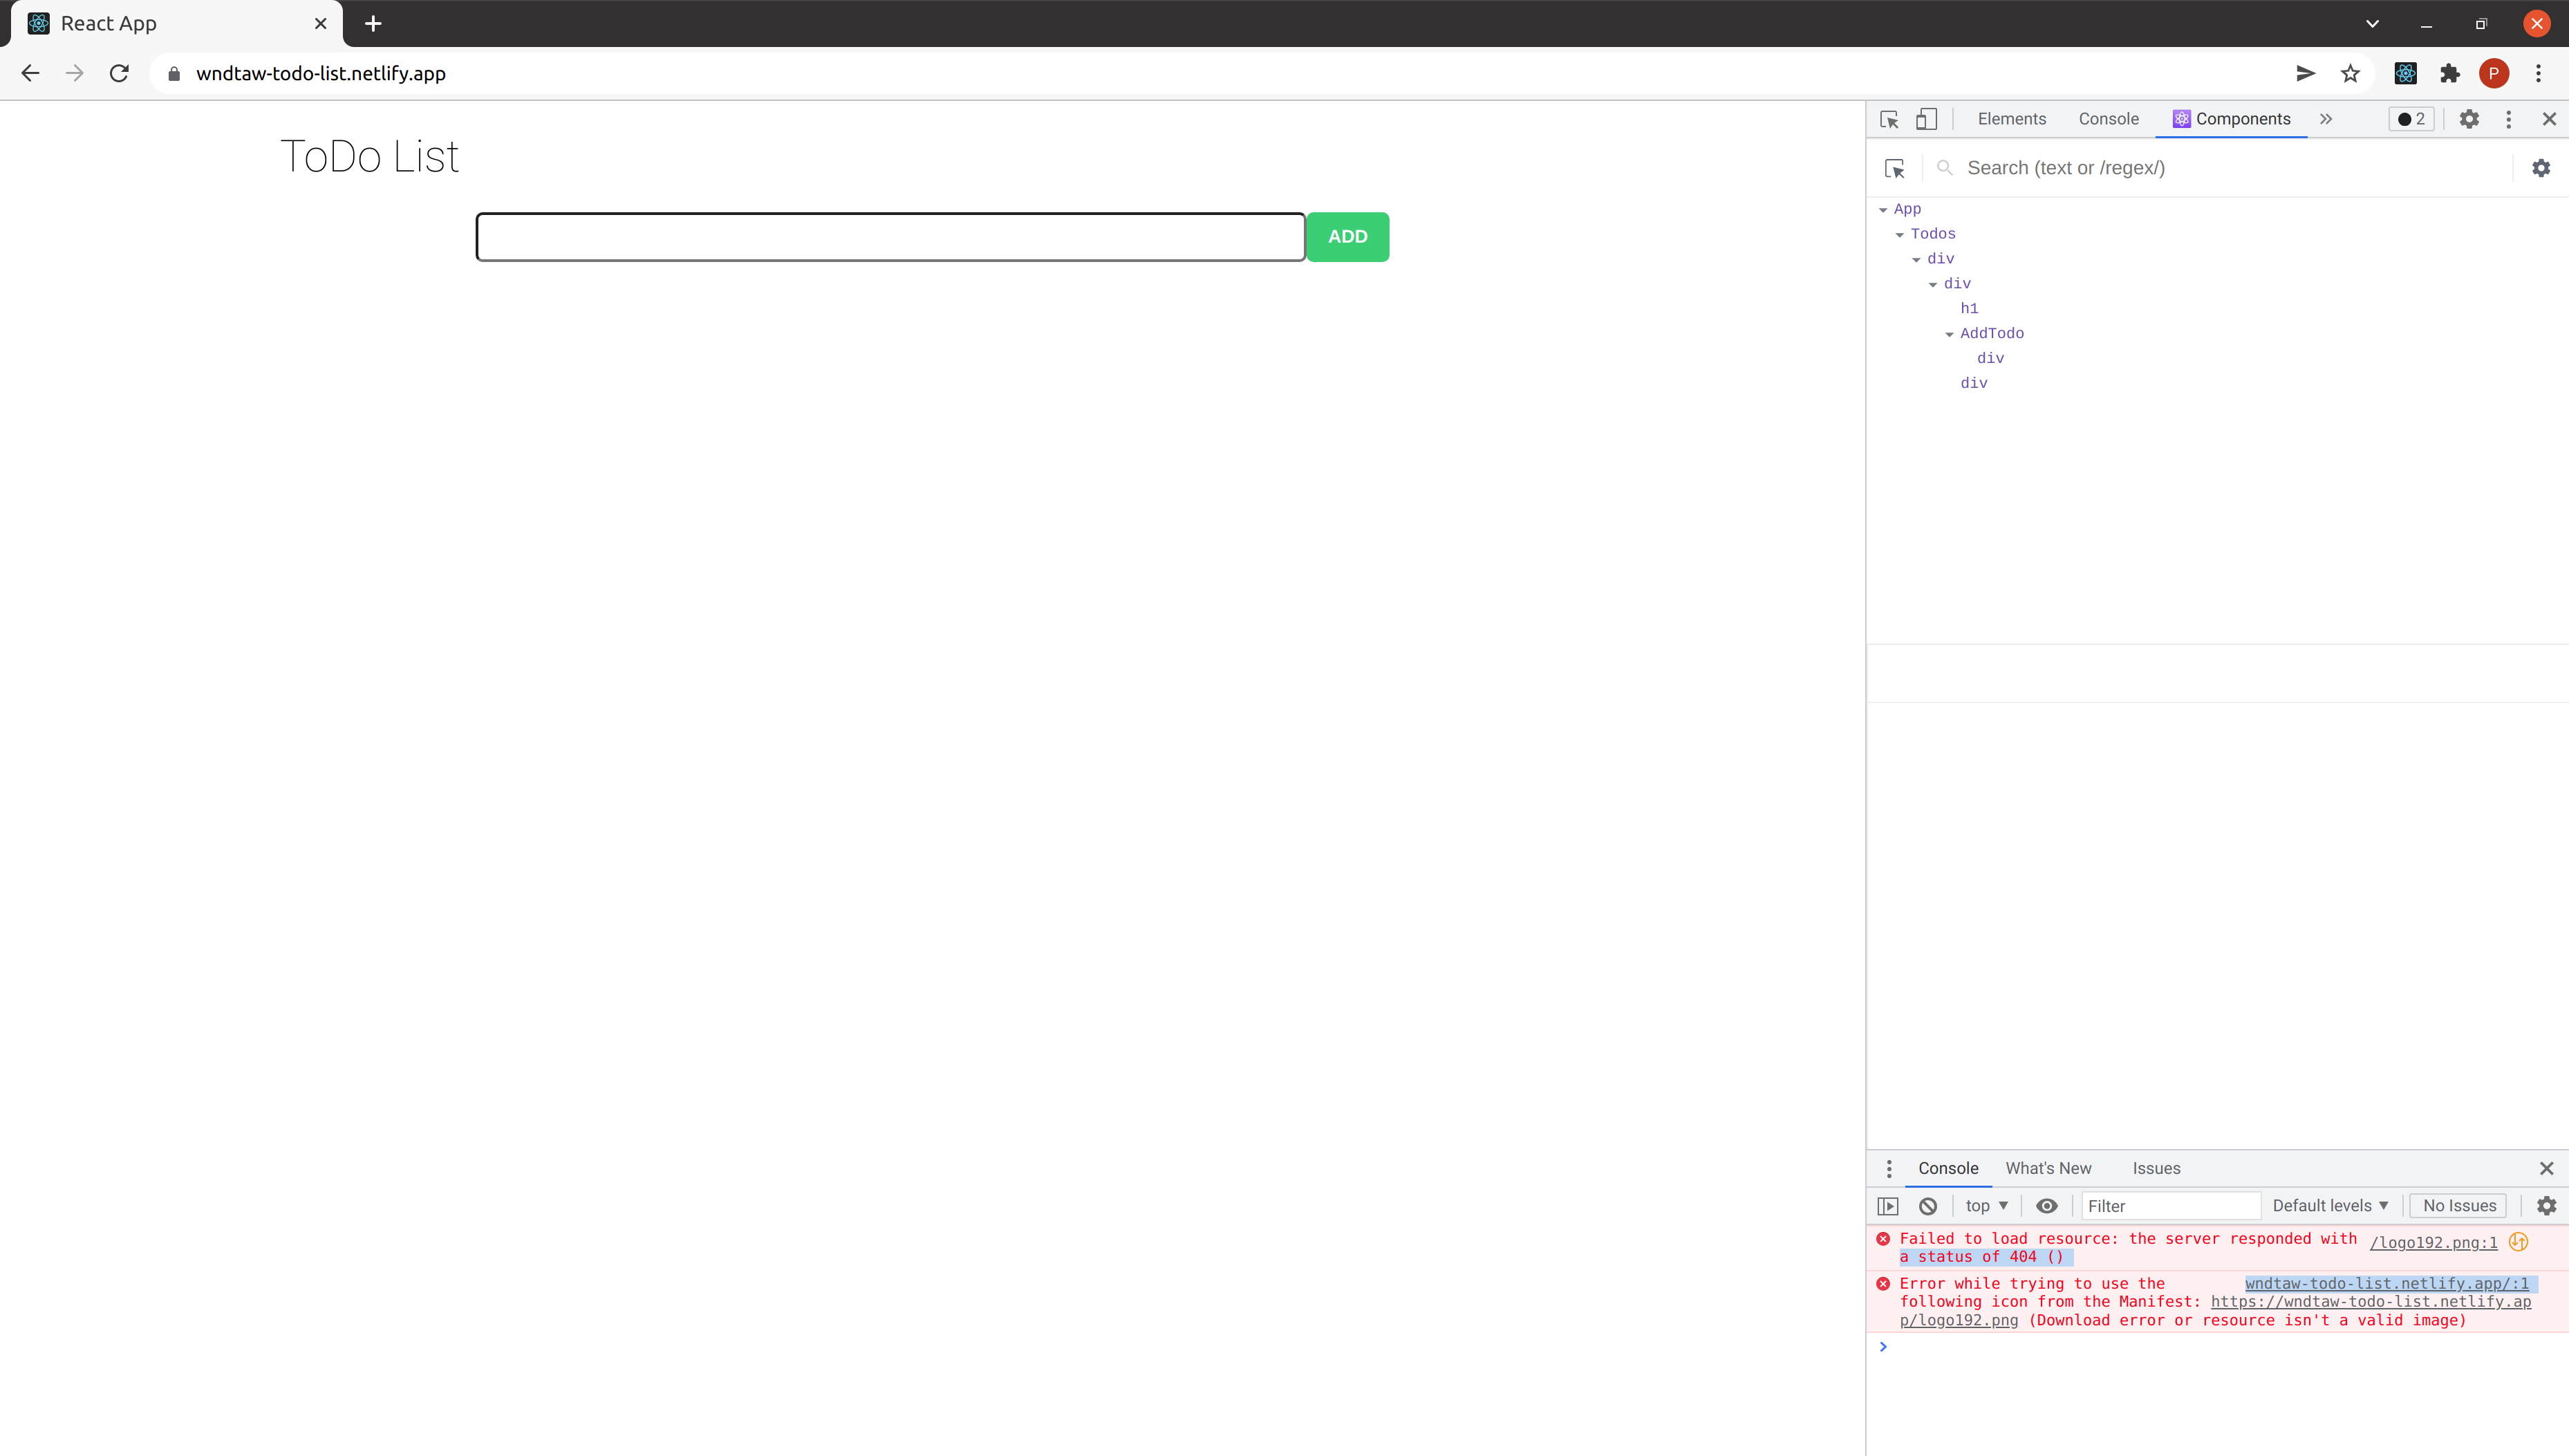 React App
wndtaw-todo-list.netlify.app
P
ToDo List
ADD
Elements
Console
Components
2
Search (text or /regex/)
App
Todos
div
div
h1
AddTodo
div
div
Console
What's New
Issues
top
Filter
Default levels
No Issues
Failed to load resource: the server responded with /logo192.png:1
a status of 404 ()
Error while trying to use the wndtaw-todo-list.netlify.app/:1
following icon from the Manifest: https://wndtaw-todo-list.netlify.ap
p/logo192.png (Download error or resource isn't a valid image)